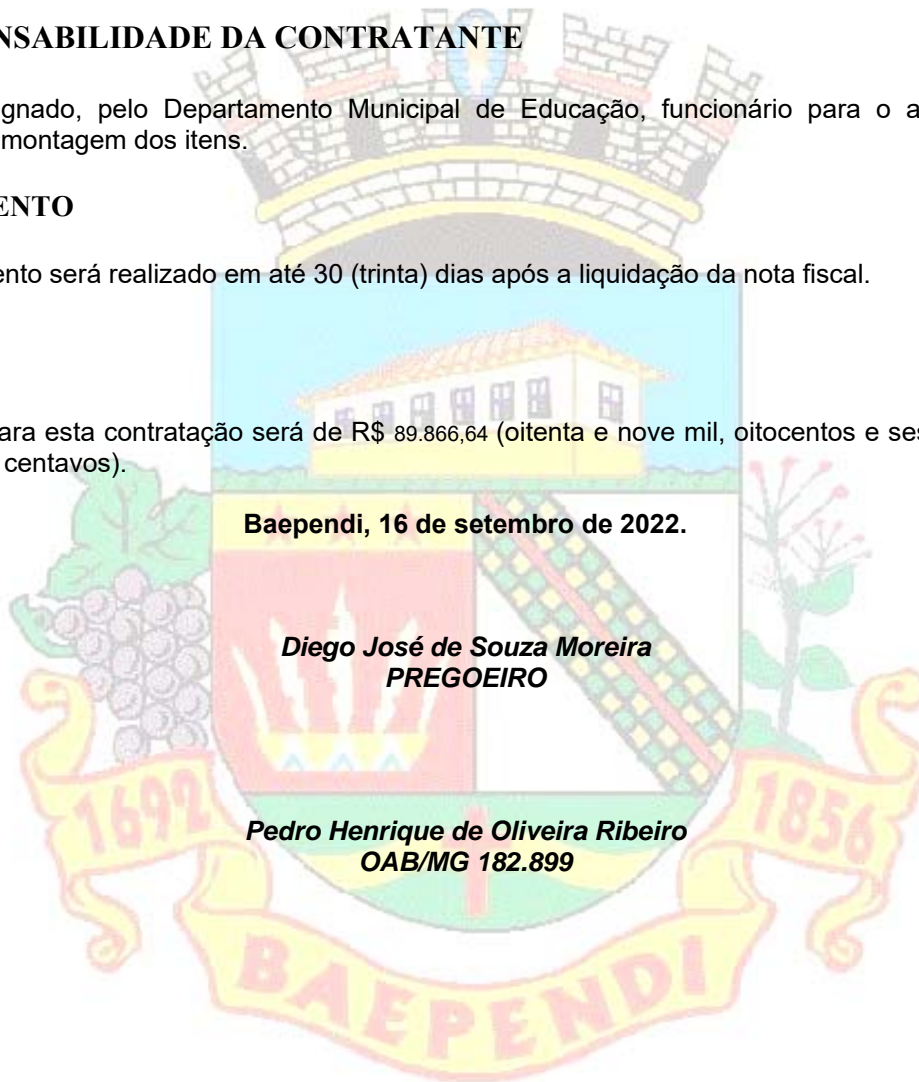 NSABILIDADE DA CONTRATANTE
gnado, pelo Departamento Municipal de Educação, funcionário para o a
montagem dos itens.
ENTO
ento será realizado em até 30 (trinta) dias após a liquidação da nota fiscal.
ara esta contratação será de R$ 89.866,64 (oitenta e nove mil, oitocentos e ses
centavos).
Baependi, 16 de setembro de 2022.
Diego José de Souza Moreira
PREGOEIRO
Pedro Henrique de Oliveira Ribeiro
OAB/MG 182.899
1692
1856
BAEPENDI